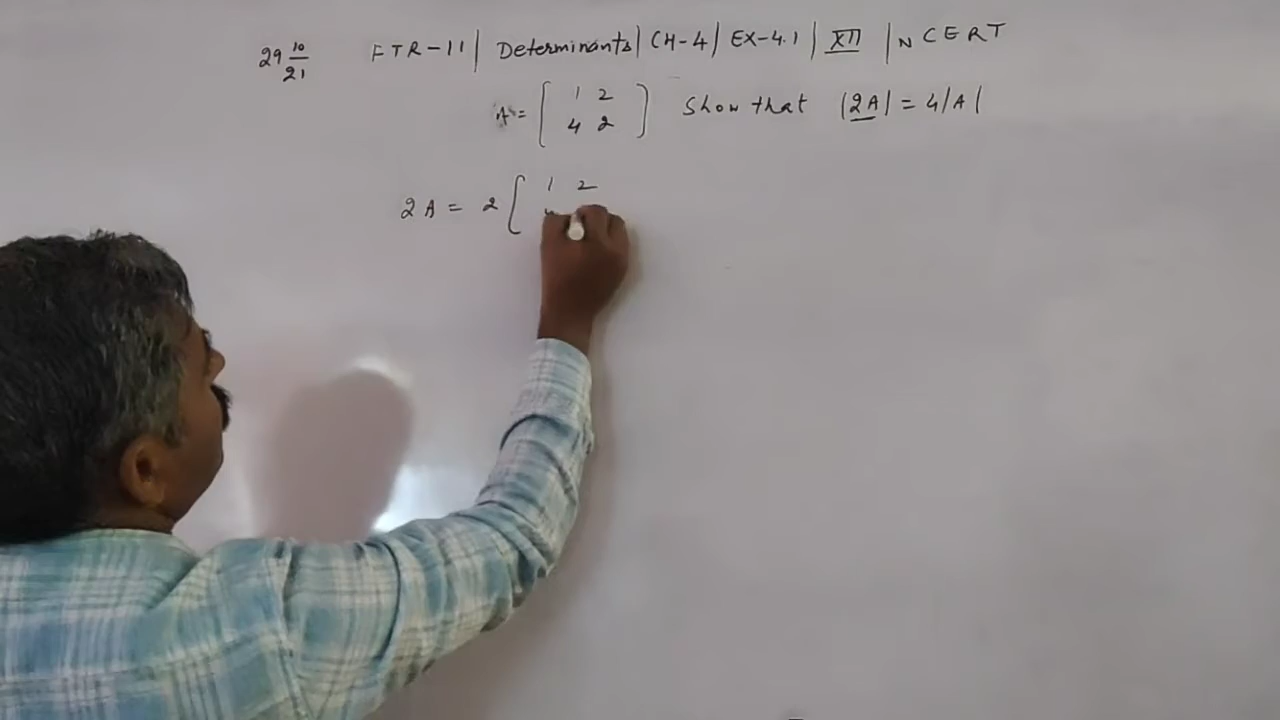 29 10/21 FTR-11 | Determinants | CH-4 | EX-4.1 | XII | NCERT
A = [ 1 2
4 2 ] Show that |2A| = 4|A|
2A = 2 [ 1 2